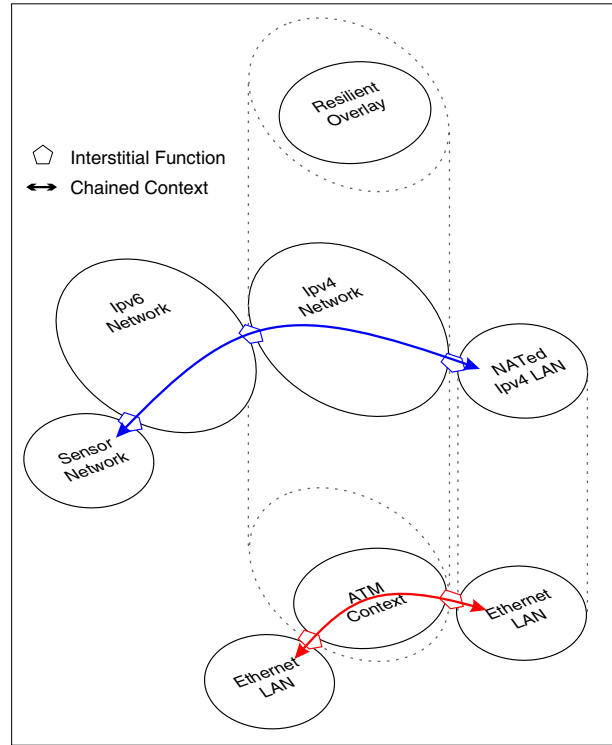 Resilient
Overlay
Interstitial Function
Chained Context
Ipv6
Network
Ipv4
Network
NATed
Ipv4 LAN
Sensor
Network
ATM
Context
Ethernet
LAN
Ethernet
LAN